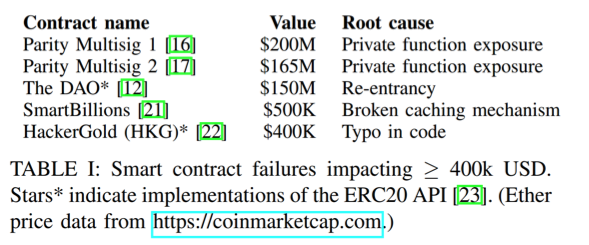 Contract name Value Root cause
Parity Multisig 1 [16] $200M Private function exposure
Parity Multisig 2 [17] $165M Private function exposure
The DAO* [12] $150M Re-entrancy
SmartBillions [21] $500K Broken caching mechanism
HackerGold (HKG)* [22] $400K Typo in code
TABLE I: Smart contract failures impacting ≥ 400k USD.
Stars* indicate implementations of the ERC20 API [23]. (Ether
price data from https://coinmarketcap.com.)